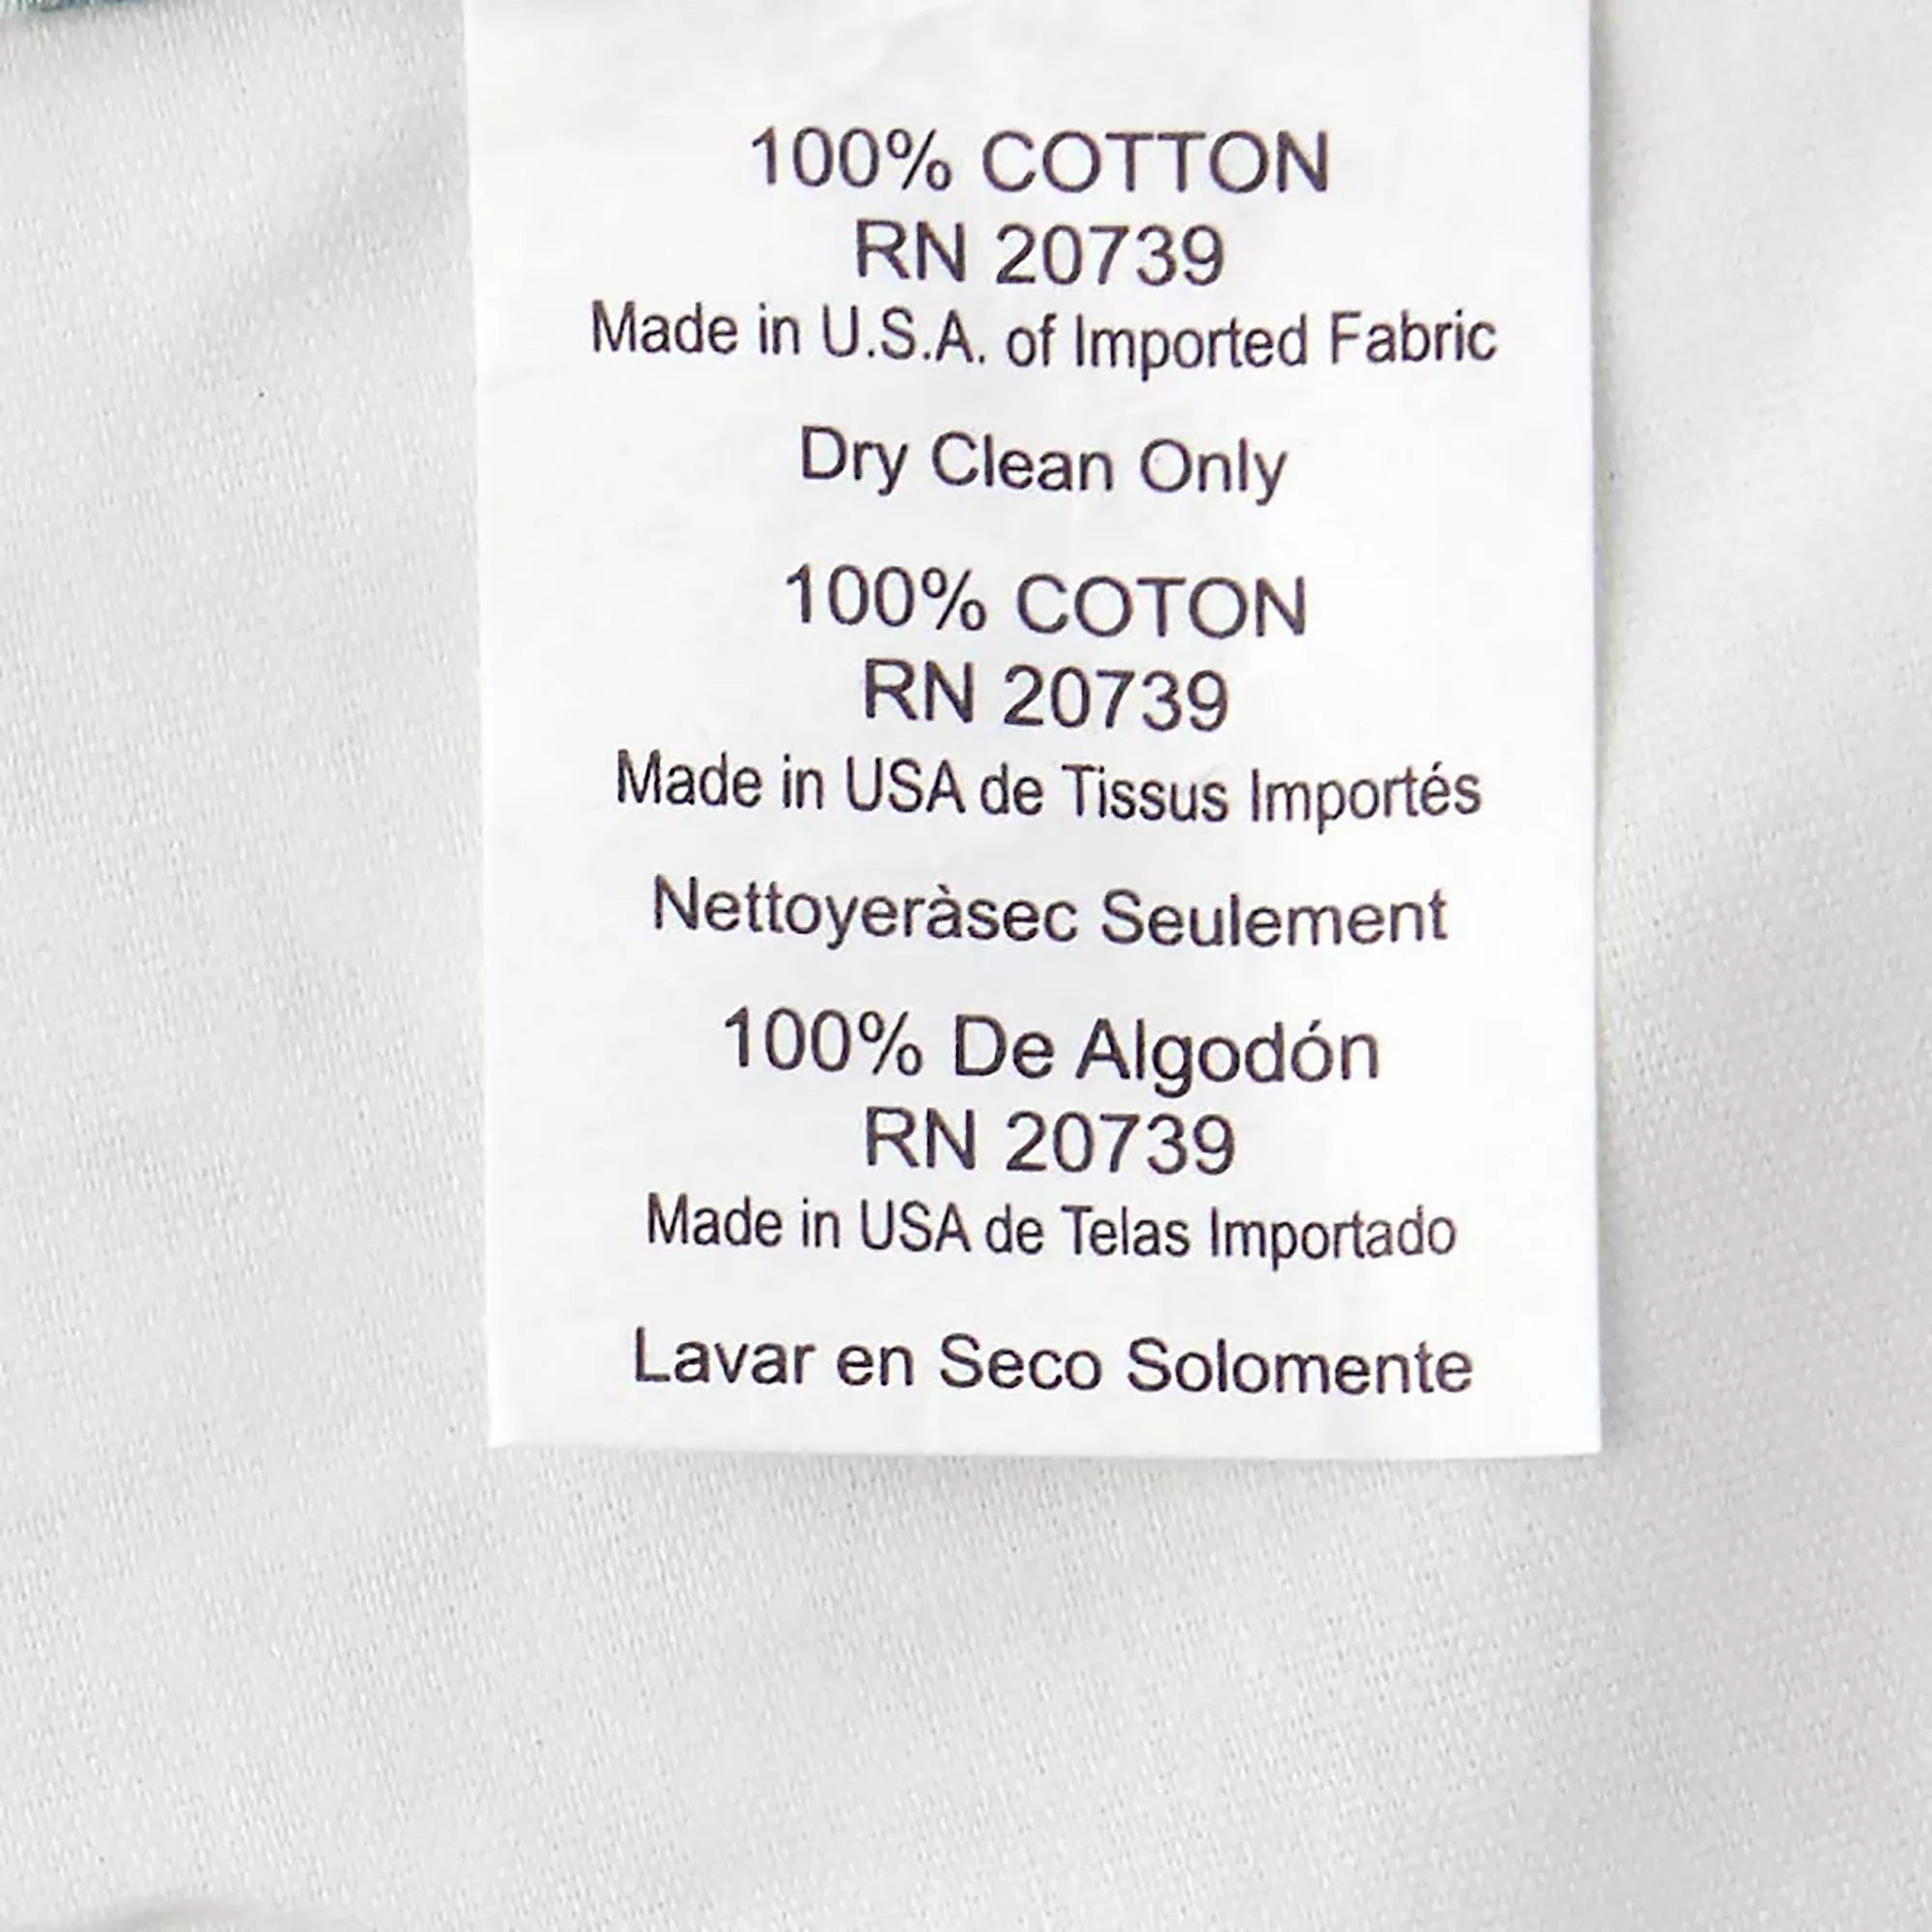 100% COTTON
RN 20739
Made in U.S.A. of Imported Fabric
Dry Clean Only
100% COTON
RN 20739
Made in USA de Tissus Importés
Nettoyeràsec Seulement
100% De Algodón
RN 20739
Made in USA de Telas Importado
Lavar en Seco Solomente